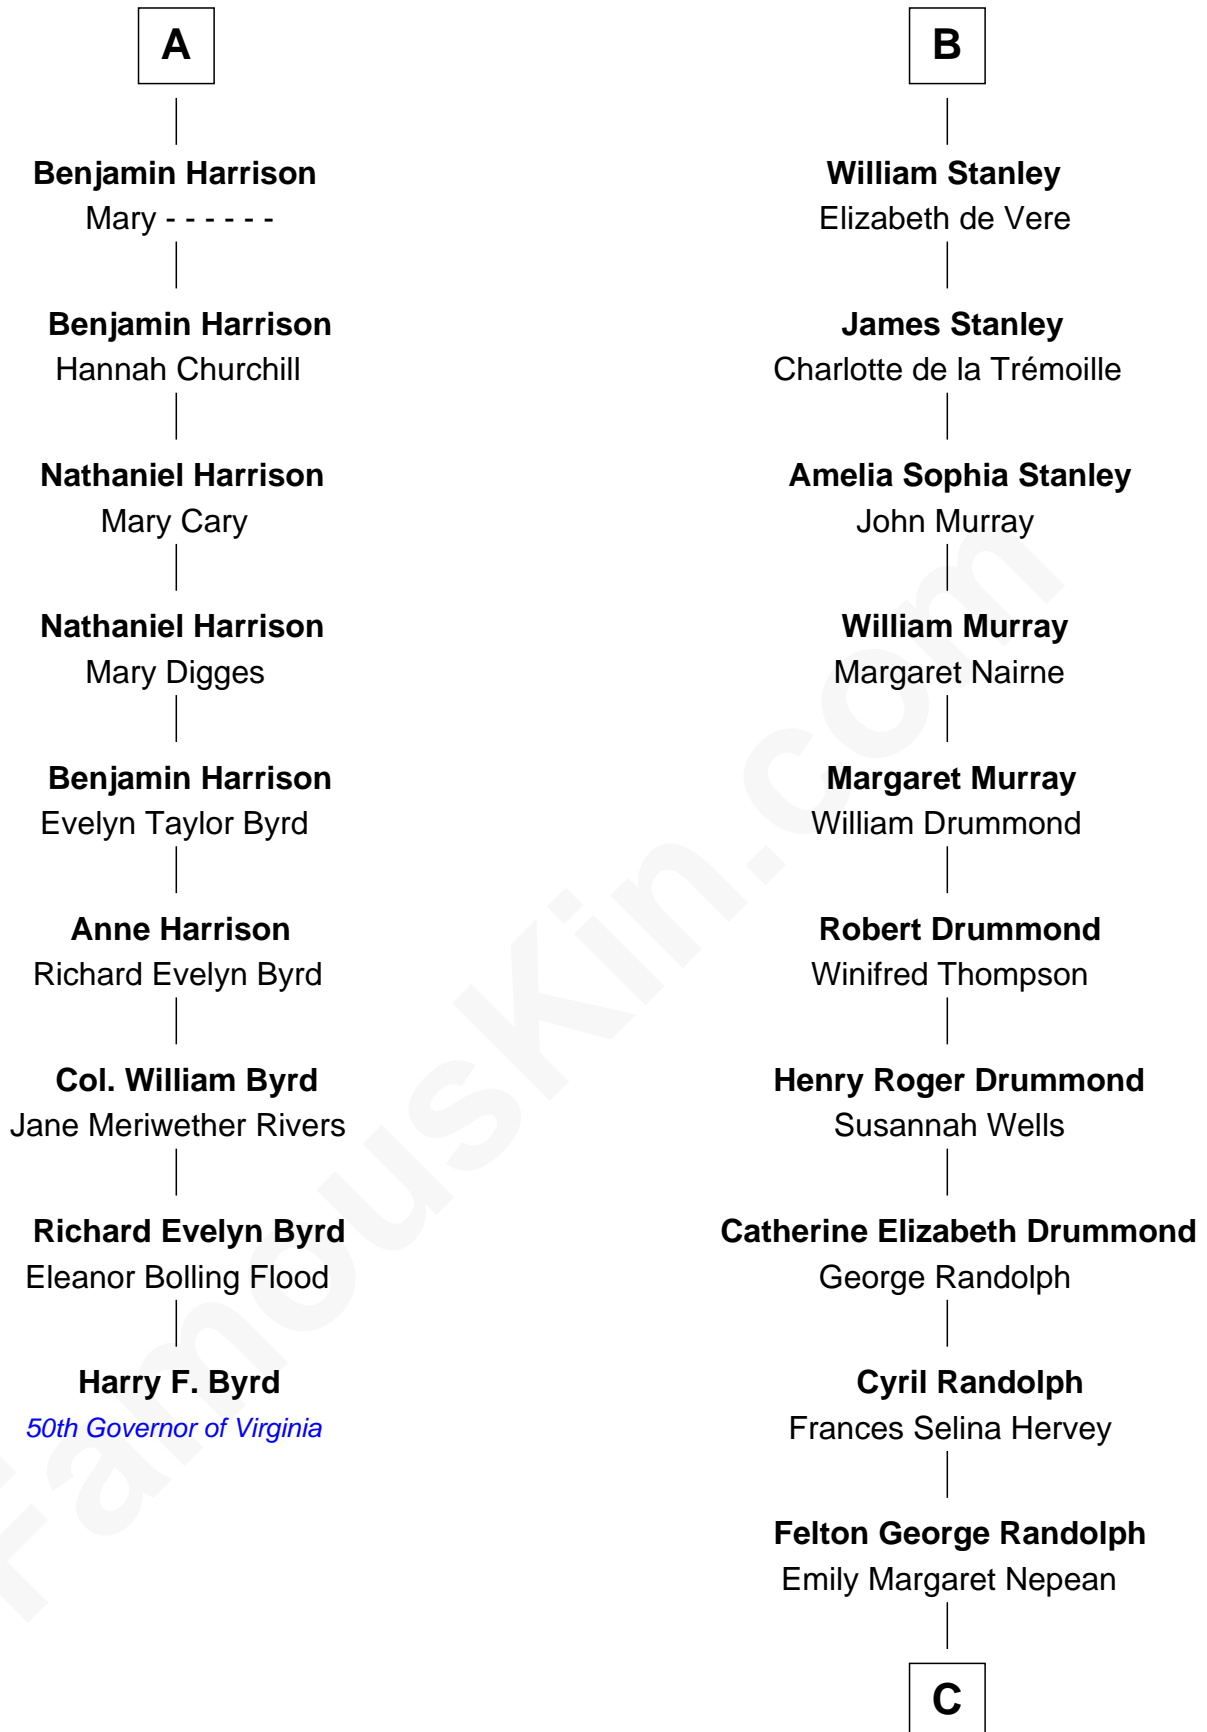 A
Benjamin Harrison
Mary - - - - - -
Benjamin Harrison
Hannah Churchill
Nathaniel Harrison
Mary Cary
Nathaniel Harrison
Mary Digges
Benjamin Harrison
Evelyn Taylor Byrd
Anne Harrison
Richard Evelyn Byrd
Col. William Byrd
Jane Meriwether Rivers
Richard Evelyn Byrd
Eleanor Bolling Flood
Harry F. Byrd
50th Governor of Virginia
B
William Stanley
Elizabeth de Vere
James Stanley
Charlotte de la Trémoille
Amelia Sophia Stanley
John Murray
William Murray
Margaret Nairne
Margaret Murray
William Drummond
Robert Drummond
Winifred Thompson
Henry Roger Drummond
Susannah Wells
Catherine Elizabeth Drummond
George Randolph
Cyril Randolph
Frances Selina Hervey
Felton George Randolph
Emily Margaret Nepean
C
FamousKin.com